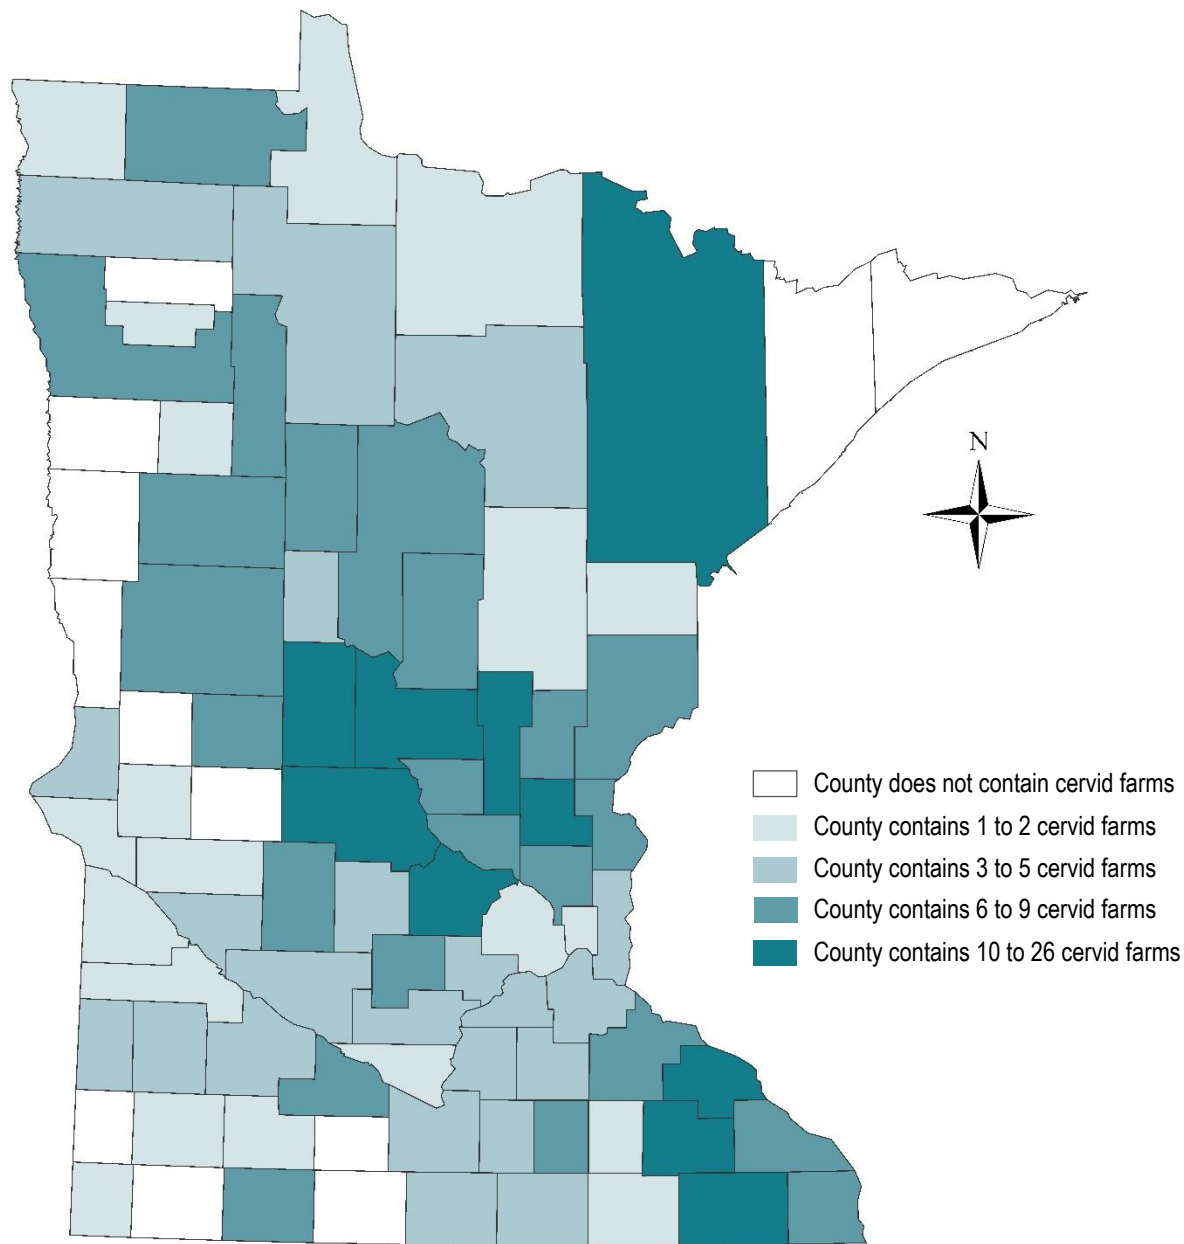 N
County does not contain cervid farms
County contains 1 to 2 cervid farms
County contains 3 to 5 cervid farms
County contains 6 to 9 cervid farms
County contains 10 to 26 cervid farms